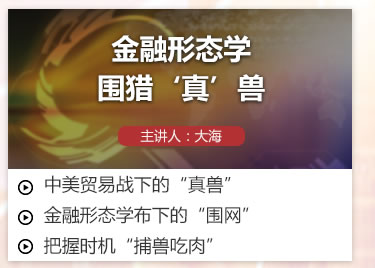 金融形态学
围猎‘真’兽
主讲人：大海
中美贸易战下的“真兽”
金融形态学布下的“围网”
把握时机“捕兽吃肉”